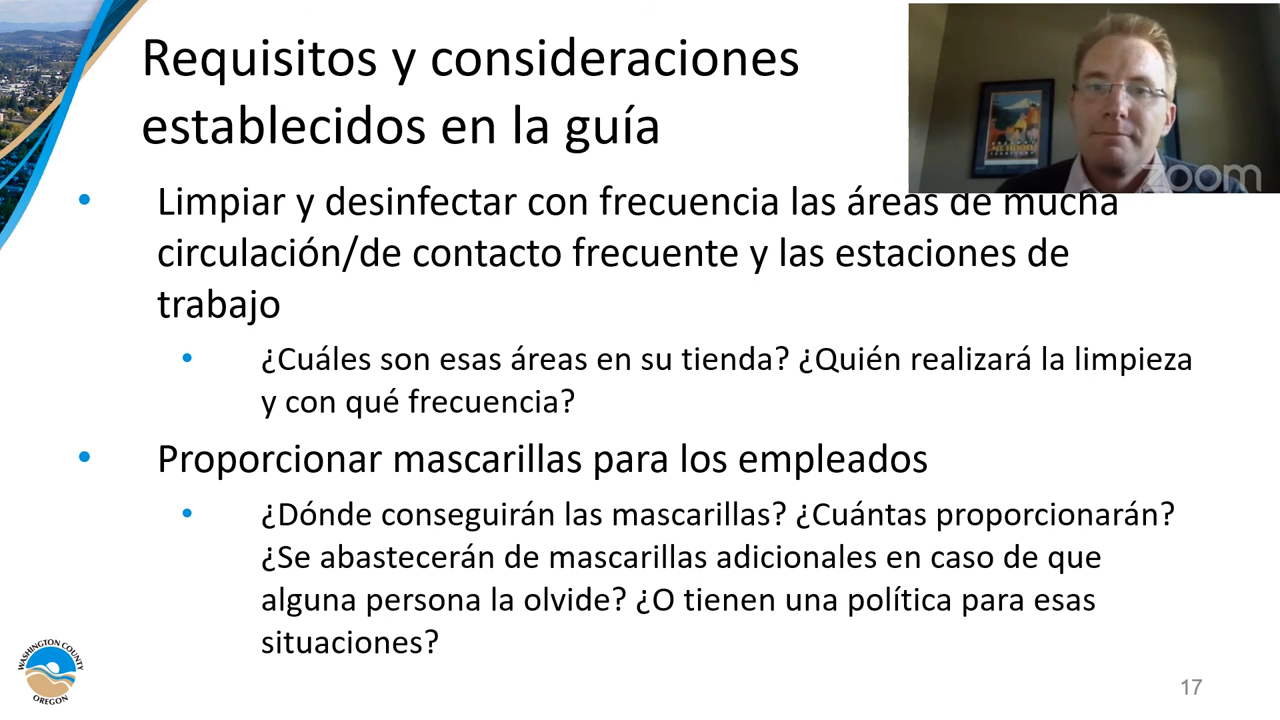 Requisitos y consideraciones
establecidos en la guía
zoom
Limpiar y desinfectar con frecuencia las áreas de mucha
circulación/de contacto frecuente y las estaciones de
trabajo
¿Cuáles son esas áreas en su tienda? ¿Quién realizará la limpieza
y con qué frecuencia?
Proporcionar mascarillas para los empleados
¿Dónde conseguirán las mascarillas? ¿Cuántas proporcionarán?
¿Se abastecerán de mascarillas adicionales en caso de que
alguna persona la olvide? ¿O tienen una política para esas
situaciones?
WASHINGTON COUNTY
OREGON
17